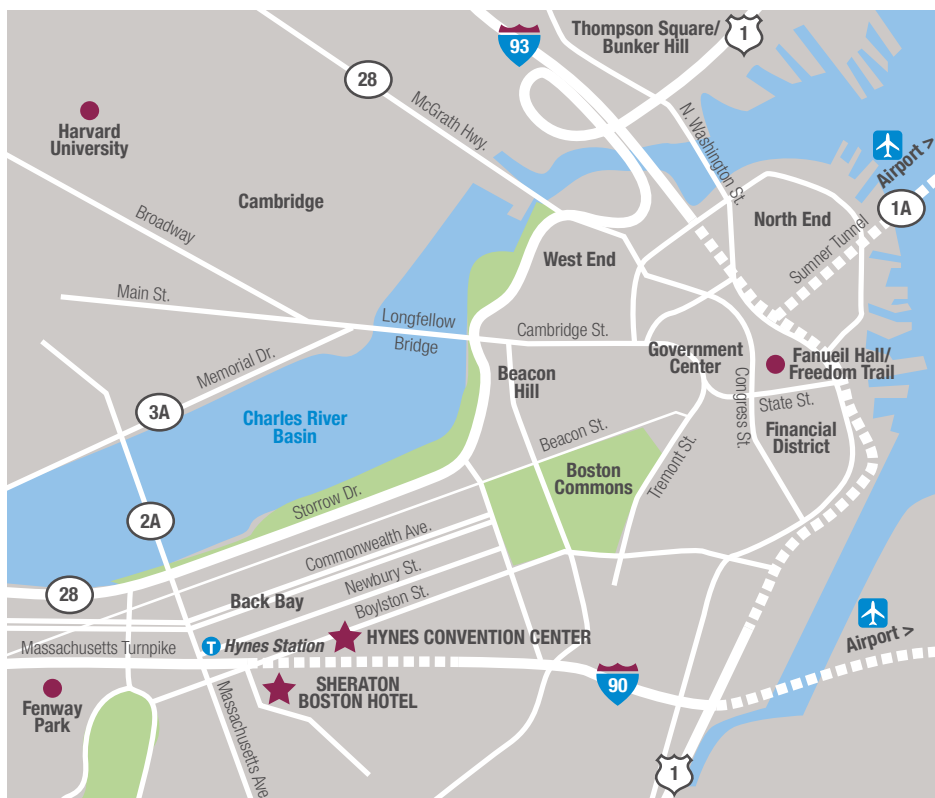 Thompson Square/
Bunker Hill
1
93
28
McGrath Hwy.
N. Washington St.
Harvard
University
Airport >
1A
Cambridge
Broadway
North End
Sumner Tunnel
West End
Main St.
Longfellow
Bridge
Cambridge St.
Memorial Dr.
Government
Center
Fanueil Hall/
Freedom Trail
Beacon
Hill
Congress St.
State St.
3A
Charles River
Basin
Beacon St.
Tremont St.
Financial
District
Boston
Commons
Storrow Dr.
2A
Commonwealth Ave.
Newbury St.
Boylston St.
28
Back Bay
Massachusetts Turnpike
T
Hynes Station
HYNES CONVENTION CENTER
Airport >
SHERATON
BOSTON HOTEL
90
Fenway
Park
Massachusetts Ave
1